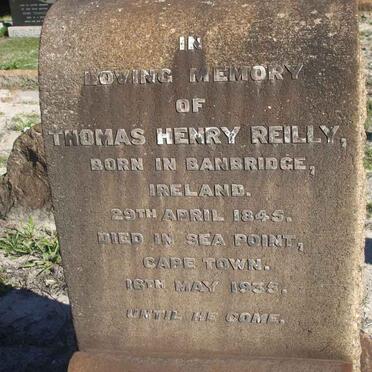 IN
LOVING MEMORY
OF
THOMAS HENRY REILLY,
BORN IN BANBRIDGE,
IRELAND.
29TH APRIL 1845.
DIED IN SEA POINT,
CAPE TOWN.
16TH MAY 1935.
UNTIL HE COME.